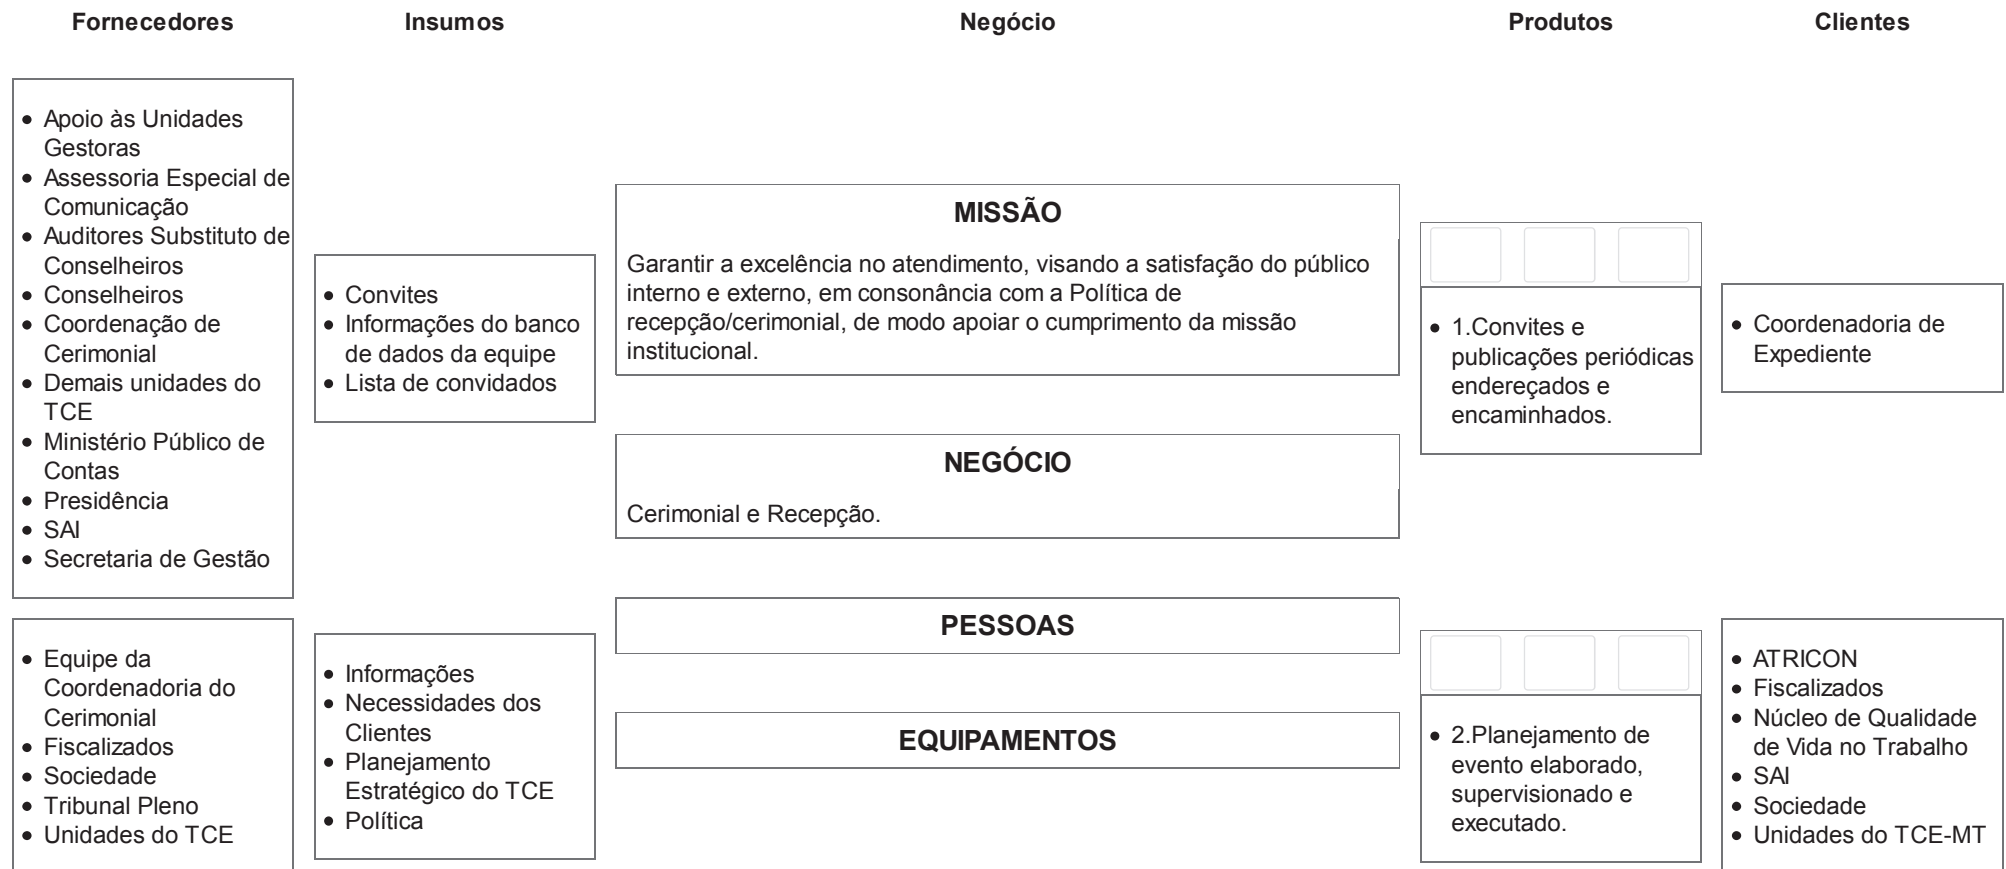 Fornecedores
Insumos
Negócio
Produtos
Clientes
Apoio às Unidades
Gestoras
Assessoria Especial de
Comunicação
Auditores Substituto de
Conselheiros
Conselheiros
Coordenação de
Cerimonial
Demais unidades do
TCE
Ministério Público de
Contas
Presidência
SAI
Secretaria de Gestão
Convites
Informações do banco
de dados da equipe
Lista de convidados
MISSÃO
Garantir a excelência no atendimento, visando a satisfação do público
interno e externo, em consonância com a Política de
recepção/cerimonial, de modo apoiar o cumprimento da missão
institucional.
NEGÓCIO
Cerimonial e Recepção.
PESSOAS
EQUIPAMENTOS
1.Convites e
publicações periódicas
endereçados e
encaminhados.
Coordenadoria de
Expediente
Equipe da
Coordenadoria do
Cerimonial
Fiscalizados
Sociedade
Tribunal Pleno
Unidades do TCE
Informações
Necessidades dos
Clientes
Planejamento
Estratégico do TCE
Política
2.Planejamento de
evento elaborado,
supervisionado e
executado.
ATRICON
Fiscalizados
Núcleo de Qualidade
de Vida no Trabalho
SAI
Sociedade
Unidades do TCE-MT